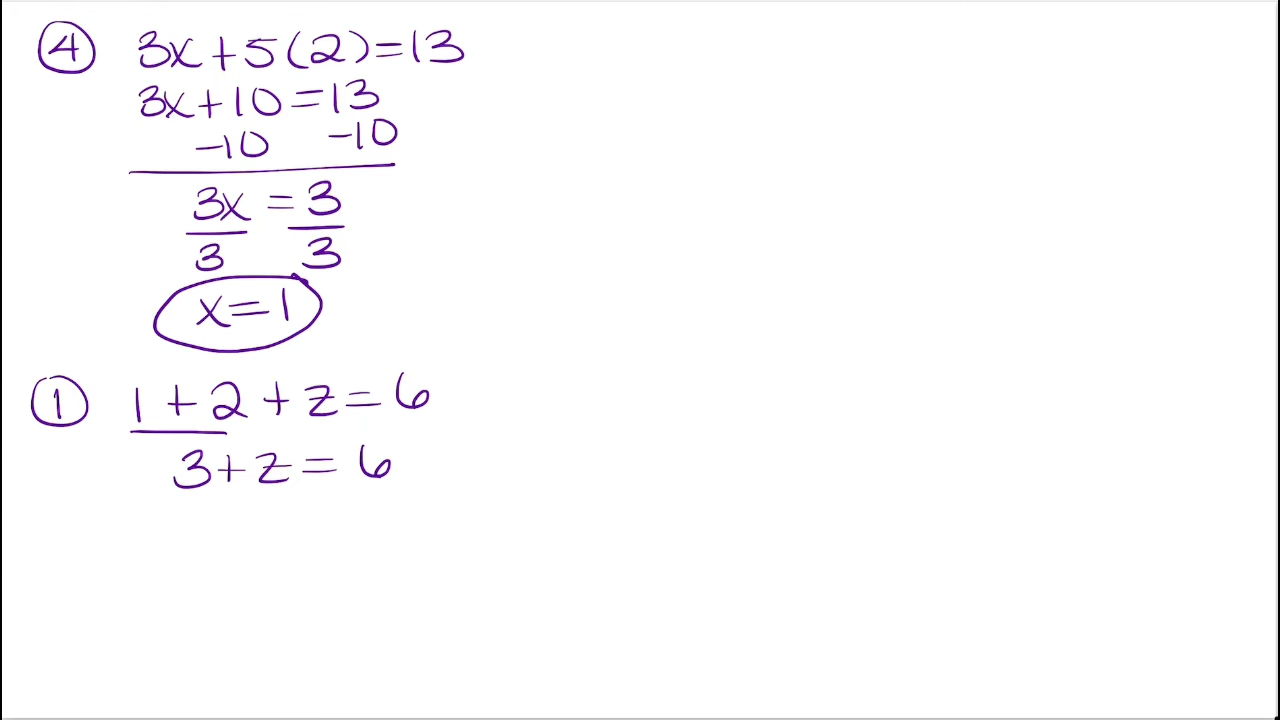 ④ 3x+5(2)=13
3x+10=13
-10 -10
3x = 3
3 3
x=1
① 1+2+z=6
3+z=6